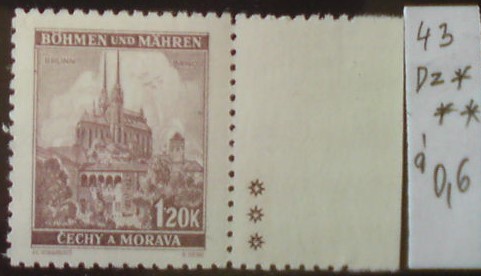 BÖHMEN UND MÄHREN
BRÜNN BRNO
1.20K
ČECHY A MORAVA
43
Dz *
* *
á 0,6